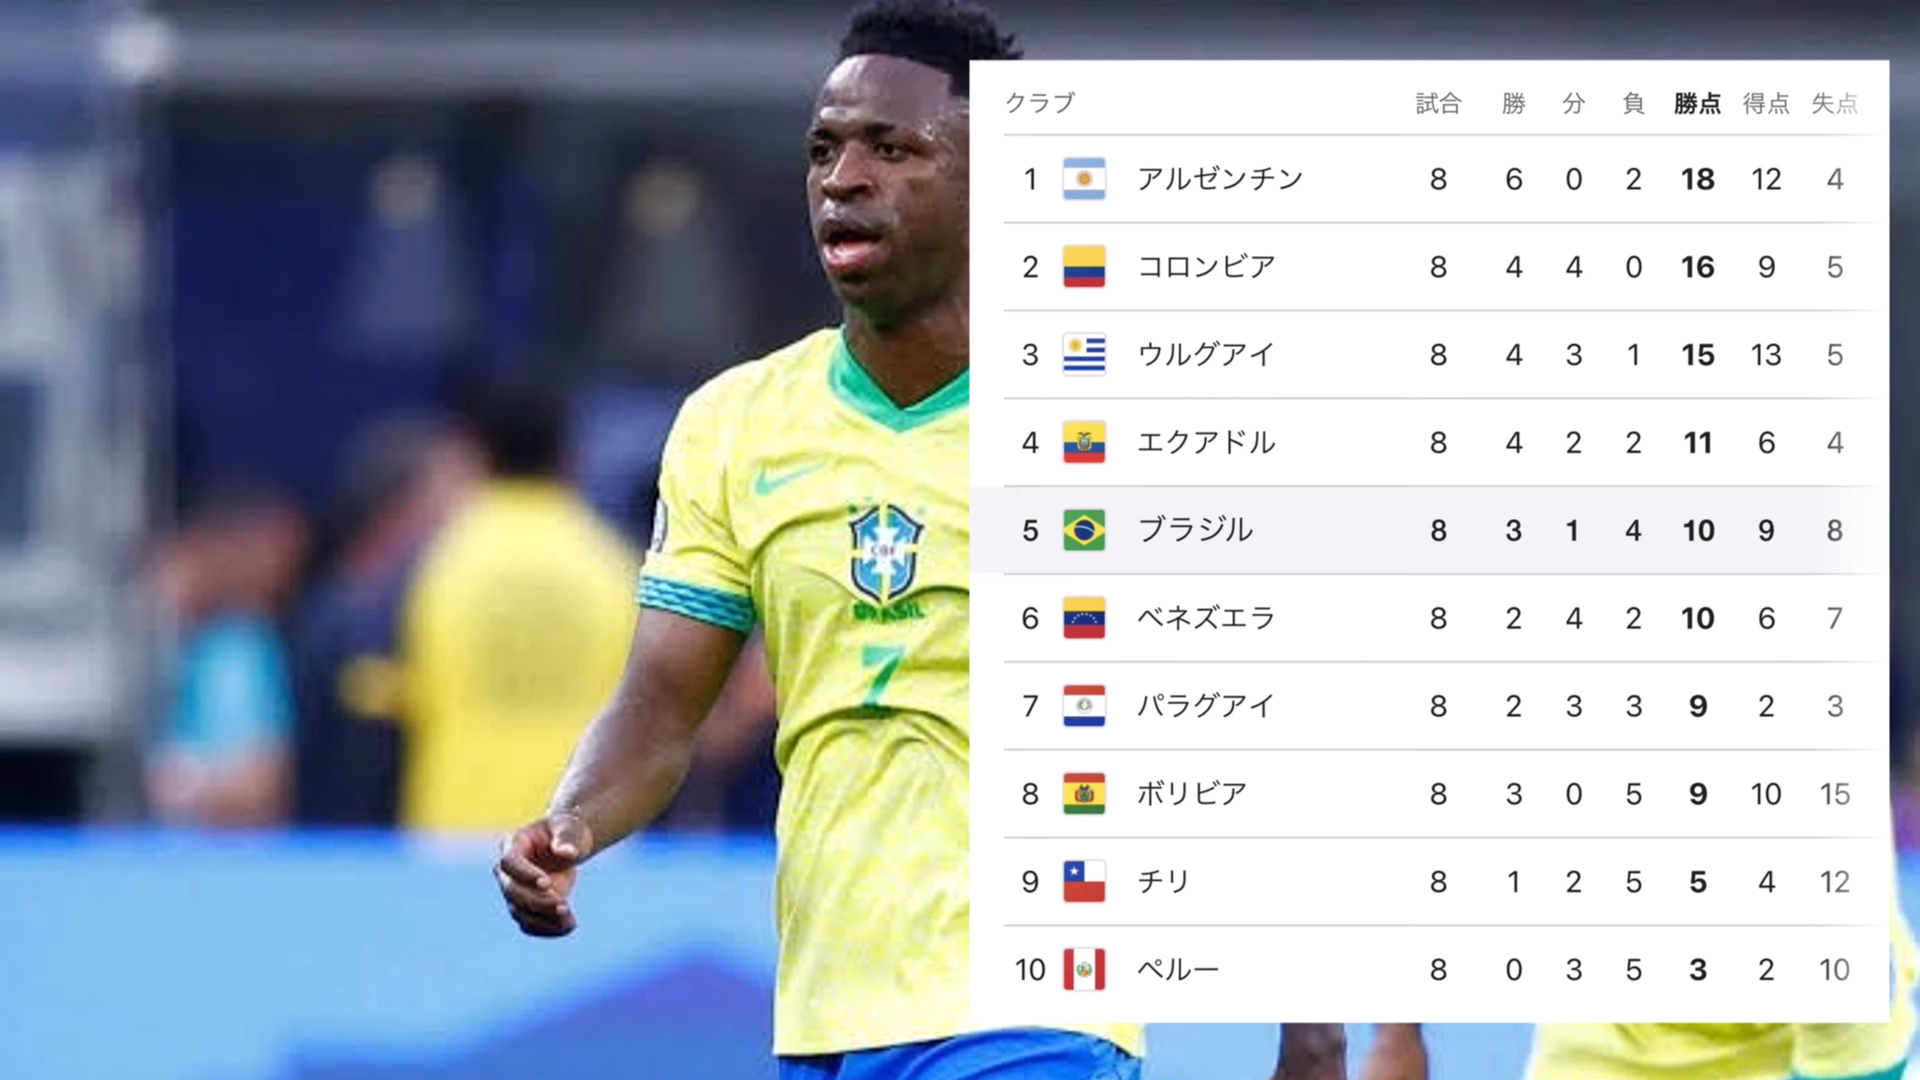 クラブ 試合 勝 分 負 勝点 得点 失点
1 アルゼンチン 8 6 0 2 18 12 4
2 コロンビア 8 4 4 0 16 9 5
3 ウルグアイ 8 4 3 1 15 13 5
4 エクアドル 8 4 2 2 11 6 4
5 ブラジル 8 3 1 4 10 9 8
6 ベネズエラ 8 2 4 2 10 6 7
7 パラグアイ 8 2 3 3 9 2 3
8 ボリビア 8 3 0 5 9 10 15
9 チリ 8 1 2 5 5 4 12
10 ペルー 8 0 3 5 3 2 10
CBF
BRASIL
7